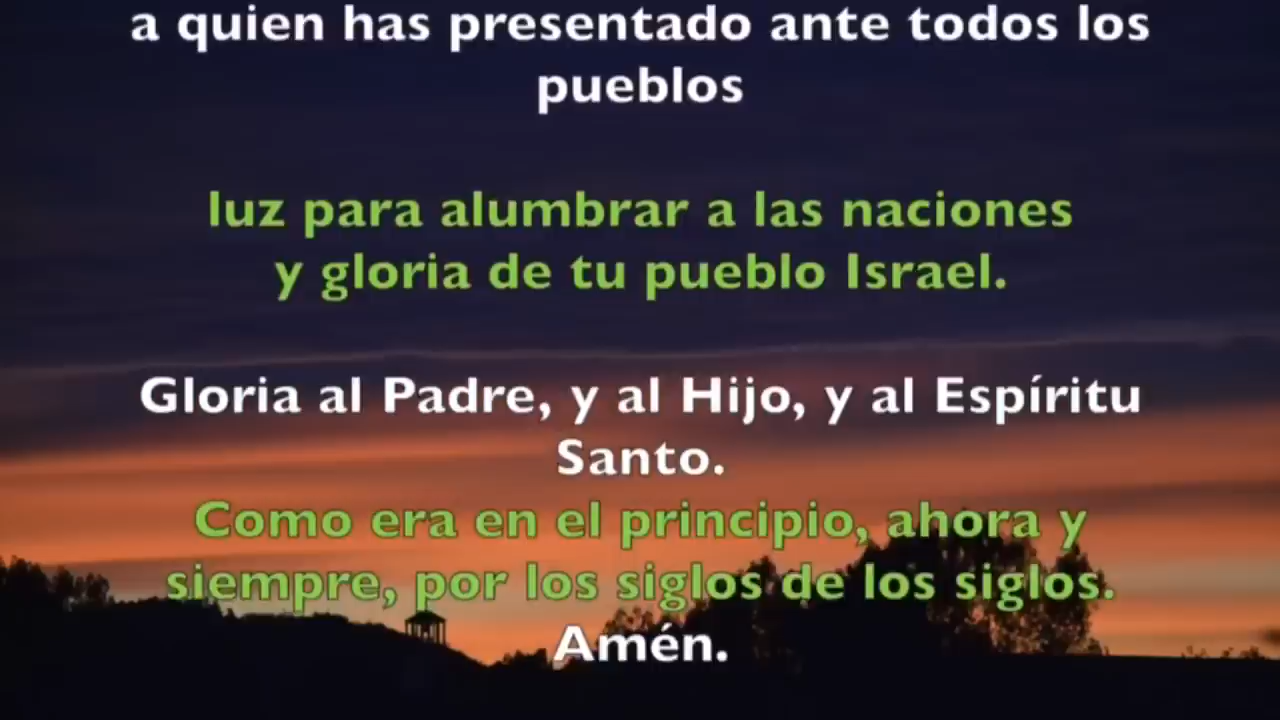 a quien has presentado ante todos los
pueblos
luz para alumbrar a las naciones
y gloria de tu pueblo Israel.
Gloria al Padre, y al Hijo, y al Espíritu
Santo.
Como era en el principio, ahora y
siempre, por los siglos de los siglos.
Amén.